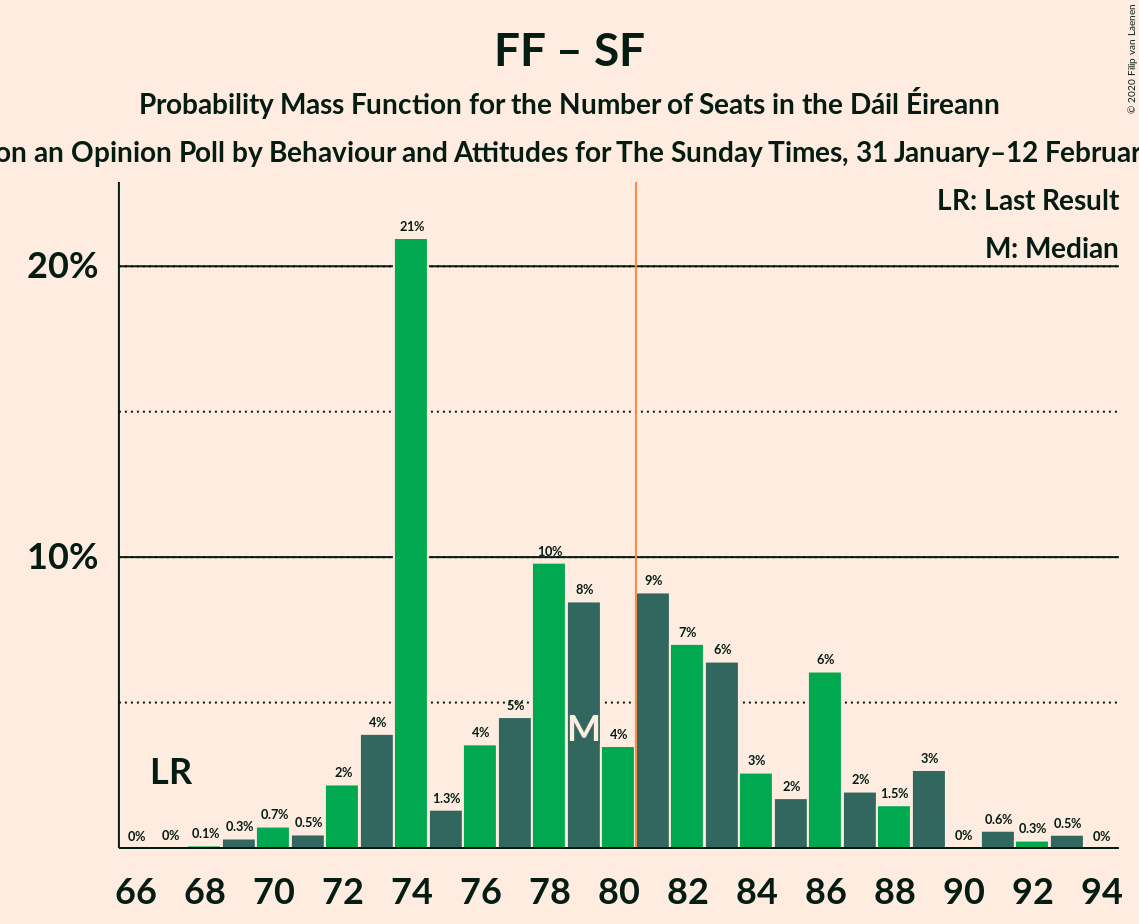 FF – SF
Probability Mass Function for the Number of Seats in the Dáil Éireann
on an Opinion Poll by Behaviour and Attitudes for The Sunday Times, 31 January–12 Februar
© 2020 Filip van Laenen
LR: Last Result
M: Median
20%
10%
LR
M
0% 0% 0.1% 0.3% 0.7% 0.5% 2% 4% 21% 1.3% 4% 5% 10% 8% 4% 9% 7% 6% 3% 2% 6% 2% 1.5% 3% 0% 0.6% 0.3% 0.5% 0%
66 68 70 72 74 76 78 80 82 84 86 88 90 92 94